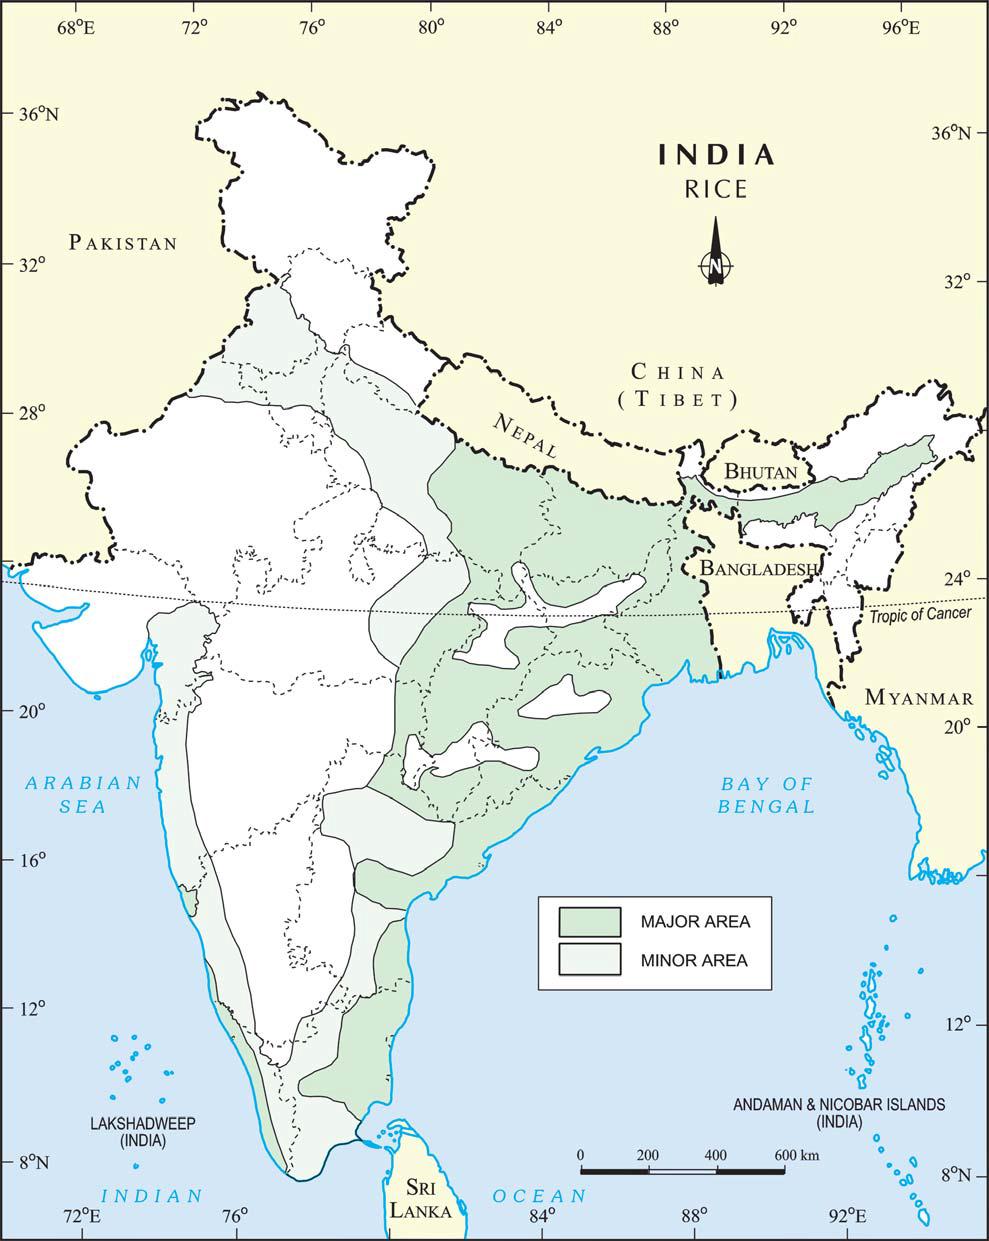 68°E 72° 76° 80° 84° 88° 92° 96°E
36°N
36°N
INDIA
RICE
N
PAKISTAN
32°
32°
CHINA
(TIBET)
NEPAL
28°
BHUTAN
BANGLADESH
24°
Tropic of Cancer
MYANMAR
20°
20°
ARABIAN
SEA
BAY OF
BENGAL
16°
MAJOR AREA
MINOR AREA
12°
12°
LAKSHADWEEP
(INDIA)
ANDAMAN & NICOBAR ISLANDS
(INDIA)
0 200 400 600 km
8°N
8°N
INDIAN OCEAN
SRI
LANKA
72°E 76° 84° 88° 92°E